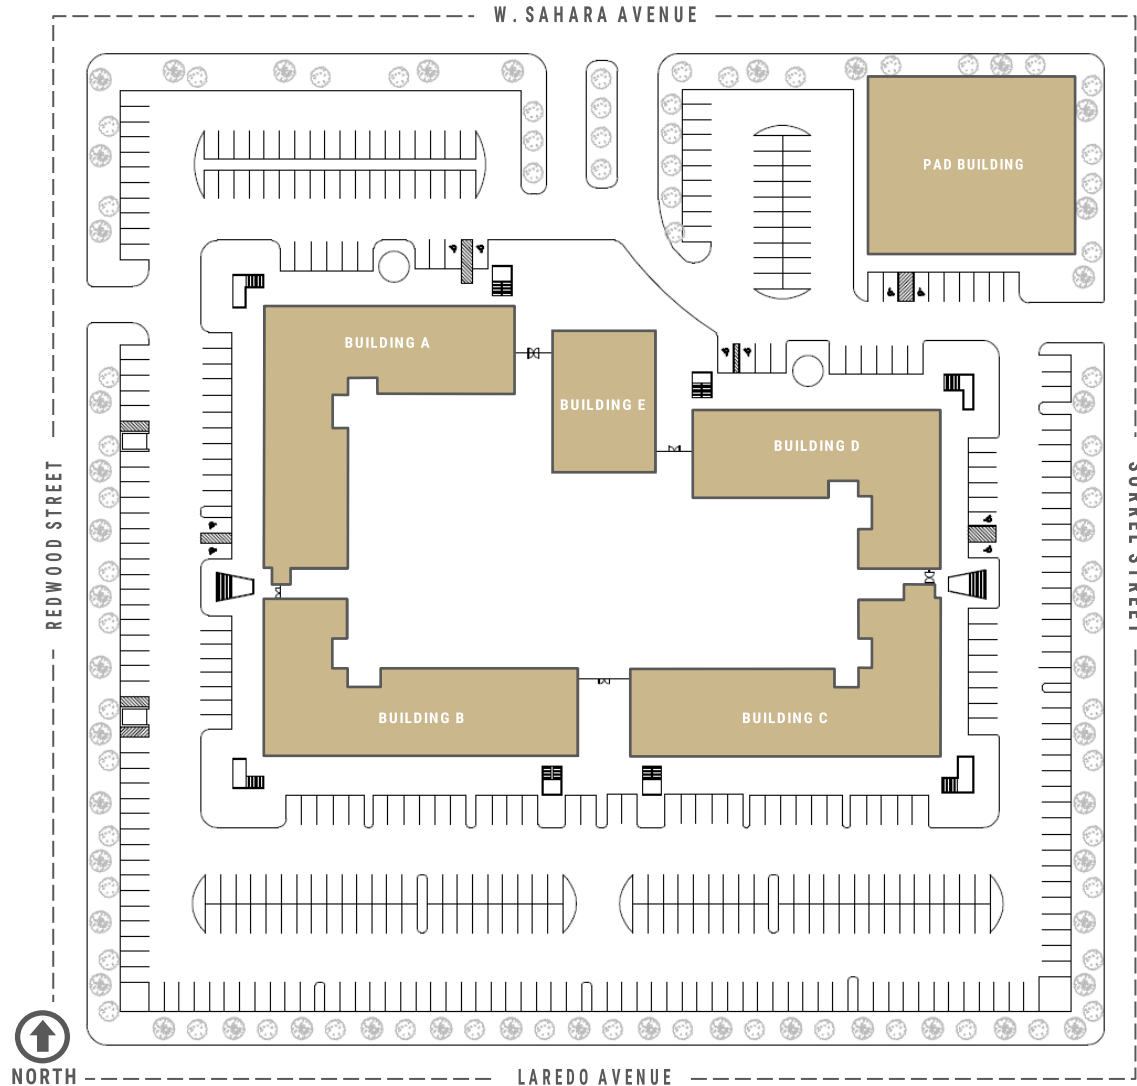 W. SAHARA AVENUE
PAD BUILDING
BUILDING A
BUILDING E
BUILDING D
REDWOOD STREET
SORREL STREET
BUILDING B
BUILDING C
NORTH
LAREDO AVENUE